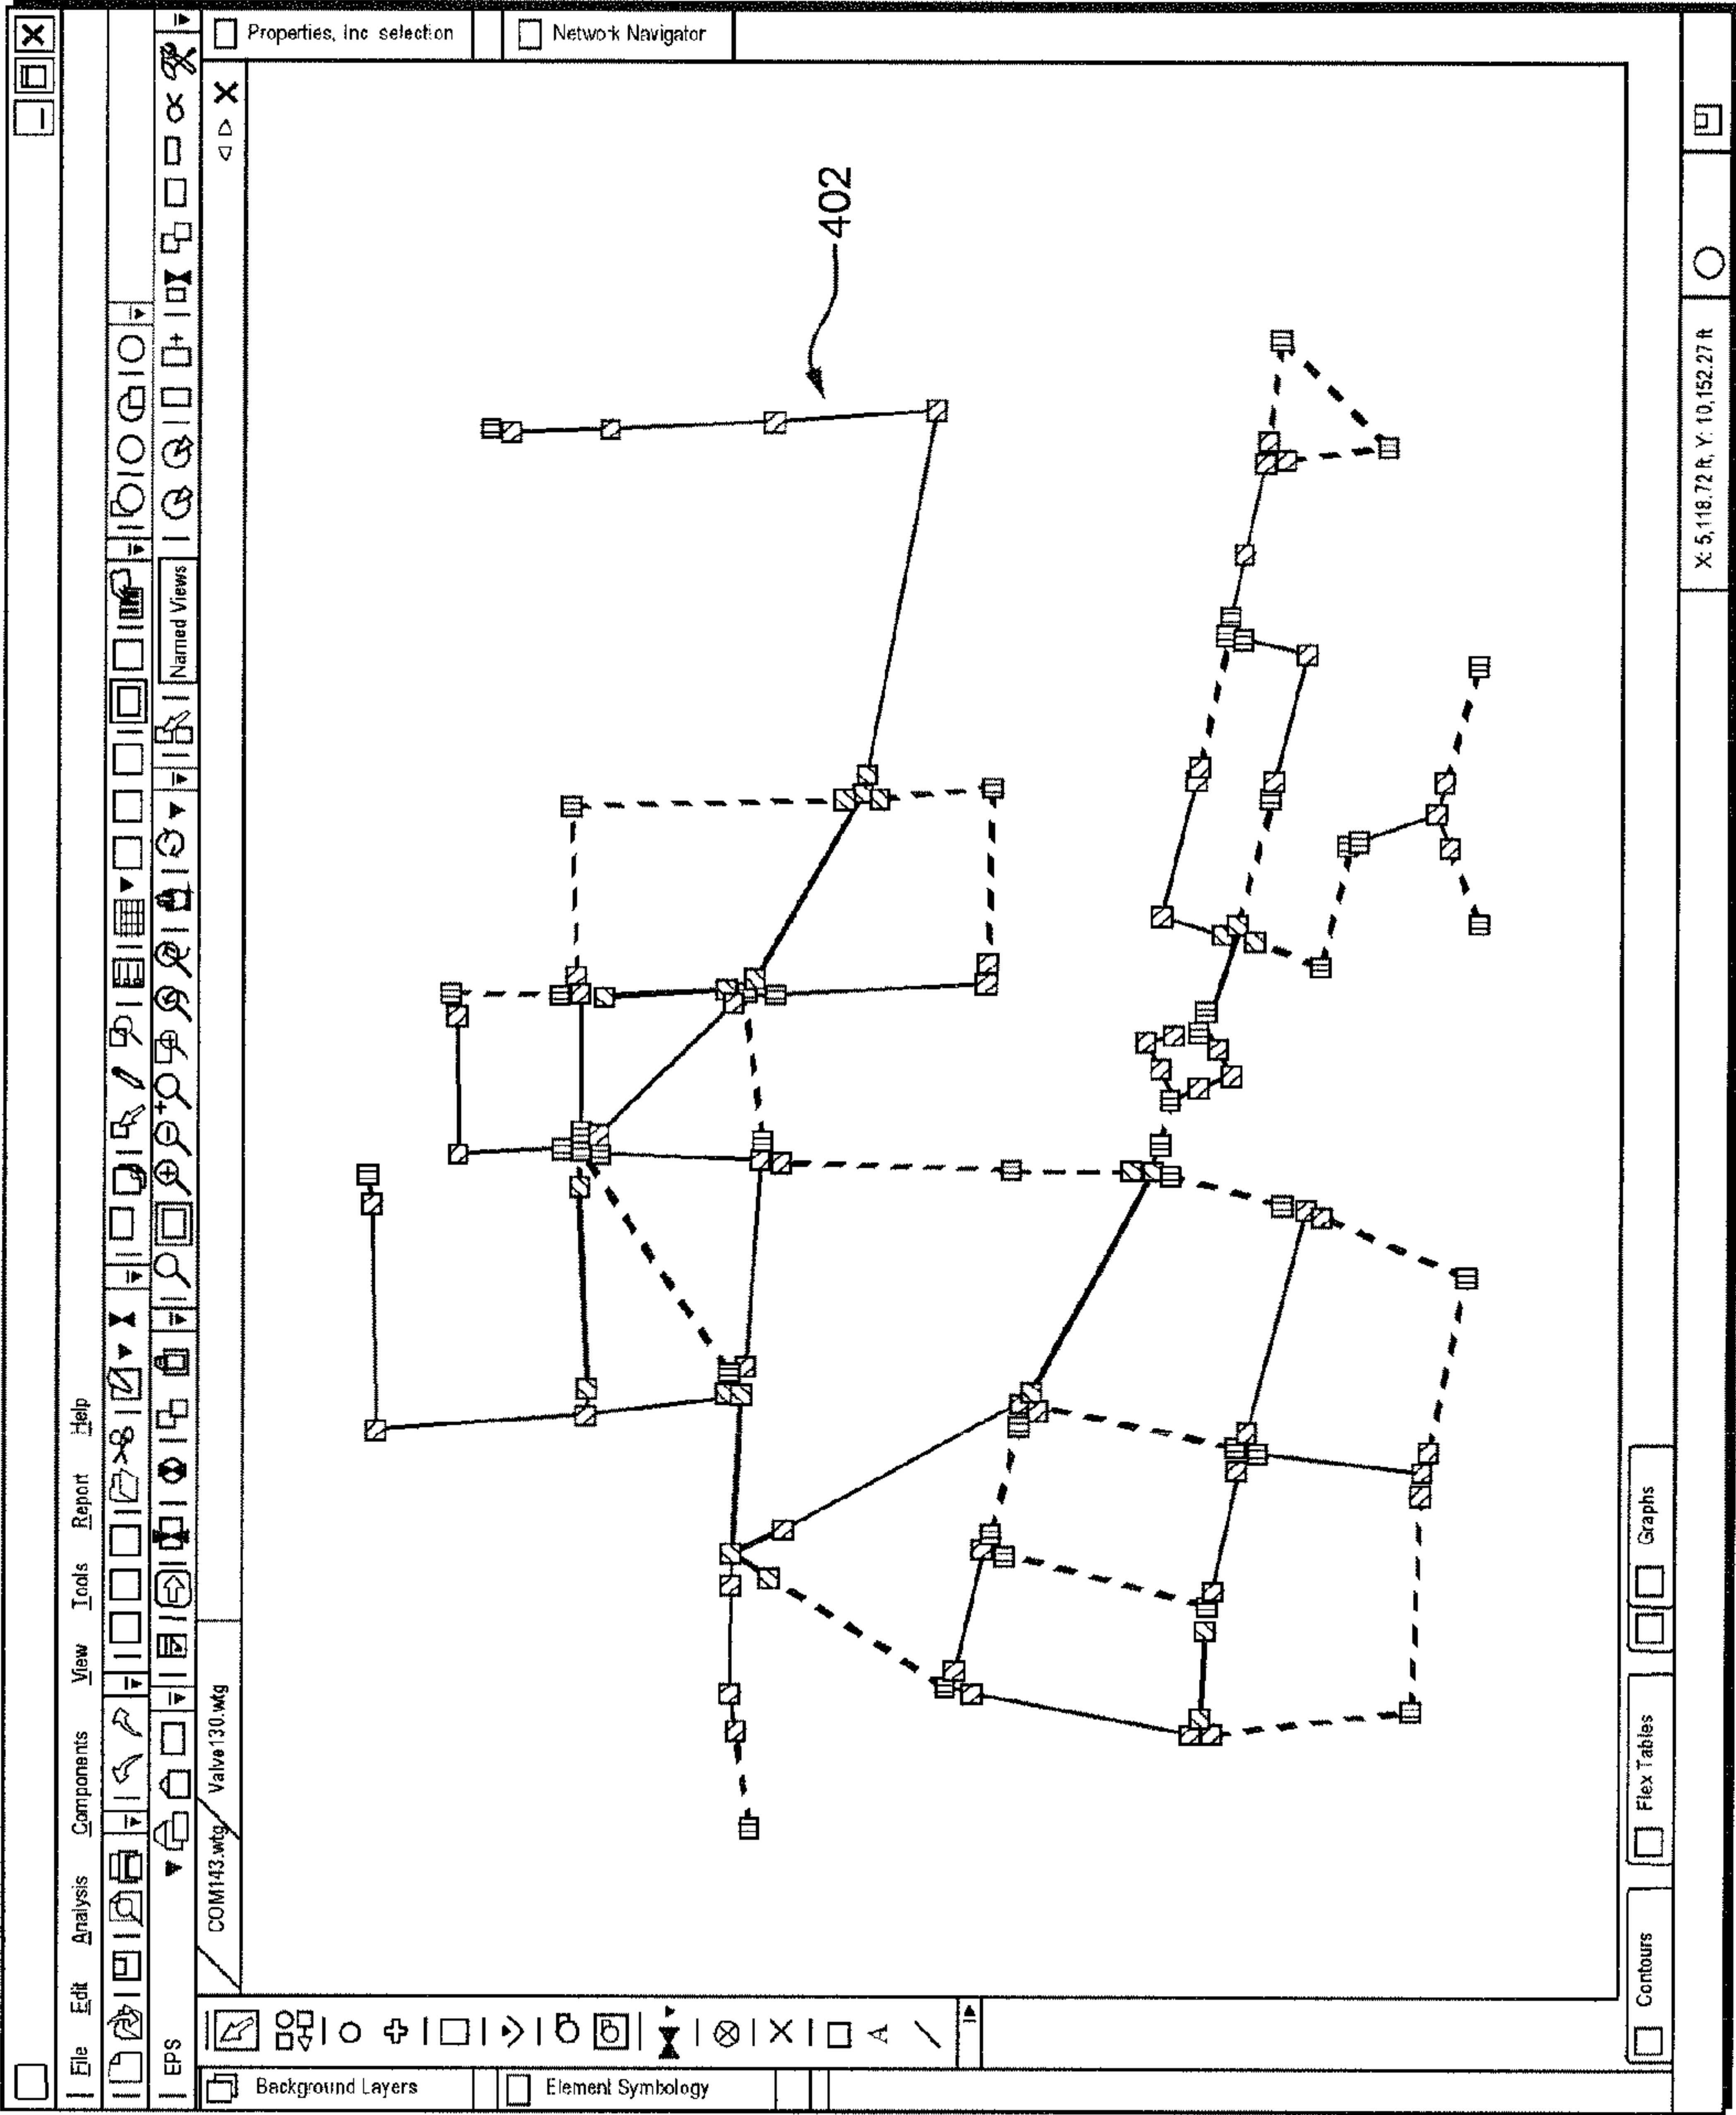 File Edit Analysis Components View Tools Report Help
EPS
Named Views
COM143.wtg Valve130.wtg
Background Layers
Element Symbology
A
Properties, Inc selection
Network Navigator
402
Contours
Flex Tables
Graphs
X: 5,118.72 ft, Y: 10,152.27 ft